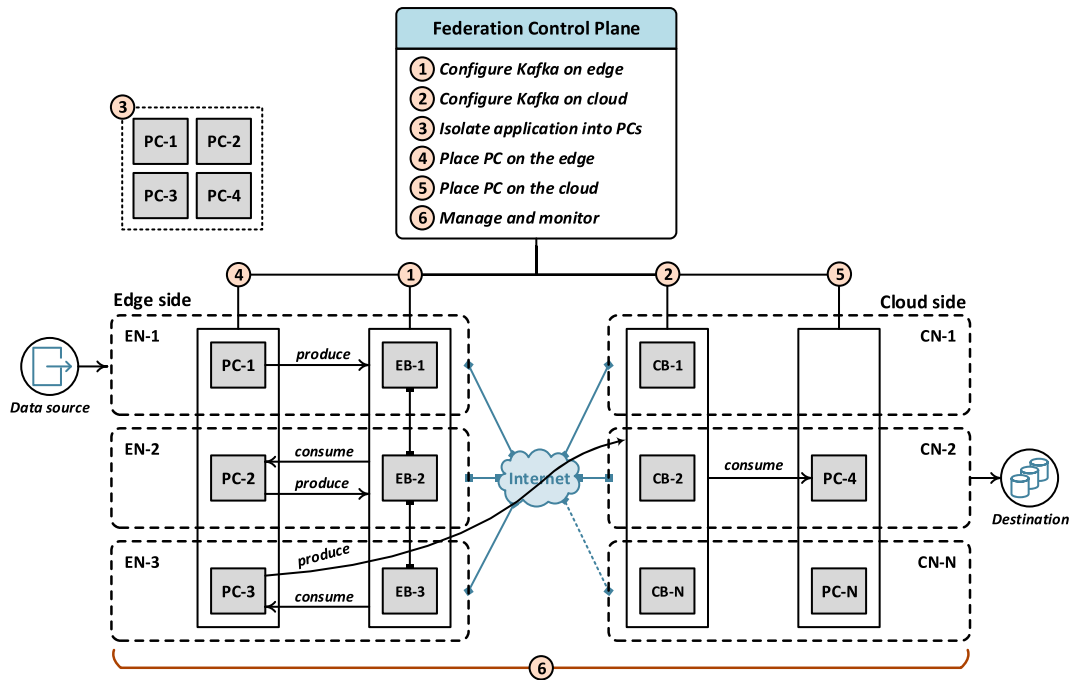 Federation Control Plane
1 Configure Kafka on edge
2 Configure Kafka on cloud
3 Isolate application into PCs
4 Place PC on the edge
5 Place PC on the cloud
6 Manage and monitor
3
PC-1 PC-2
PC-3 PC-4
4 1 2 5
Edge side Cloud side
EN-1 CN-1
produce
PC-1 EB-1 CB-1
Data source
EN-2 CN-2
consume
PC-2 EB-2 Internet CB-2 consume PC-4
produce
Destination
EN-3 produce CN-N
PC-3 EB-3 CB-N PC-N
consume
6